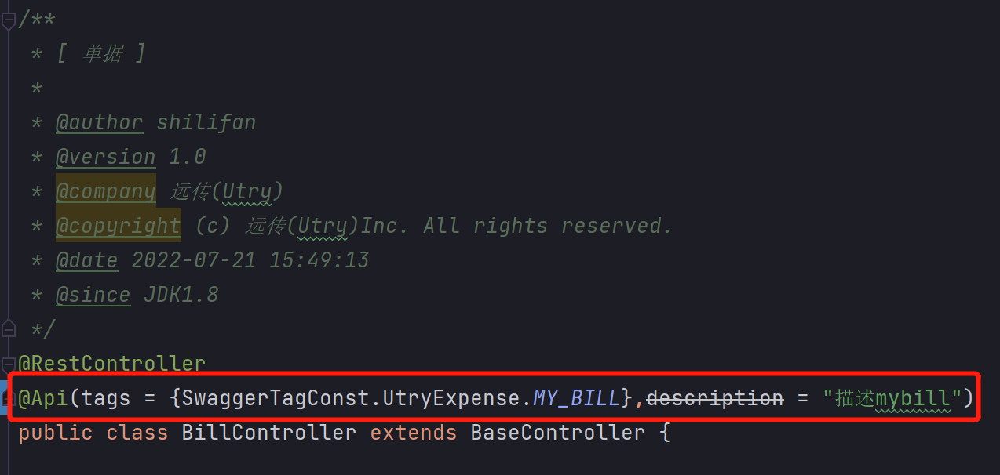 /**
* [ 单据 ]
*
* @author shilifan
* @version 1.0
* @company 远传(Utry)
* @copyright (c) 远传(Utry)Inc. All rights reserved.
* @date 2022-07-21 15:49:13
* @since JDK1.8
*/
@RestController
@Api(tags = {SwaggerTagConst.UtryExpense.MY_BILL},description = "描述mybill")
public class BillController extends BaseController {